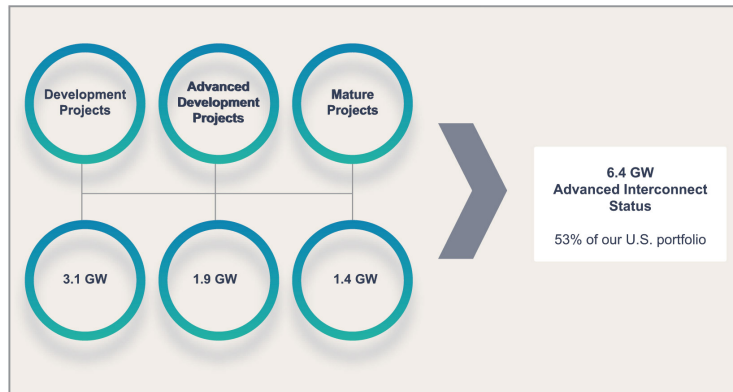 Development
Projects
Advanced
Development
Projects
Mature
Projects
3.1 GW
1.9 GW
1.4 GW
6.4 GW
Advanced Interconnect
Status
53% of our U.S. portfolio